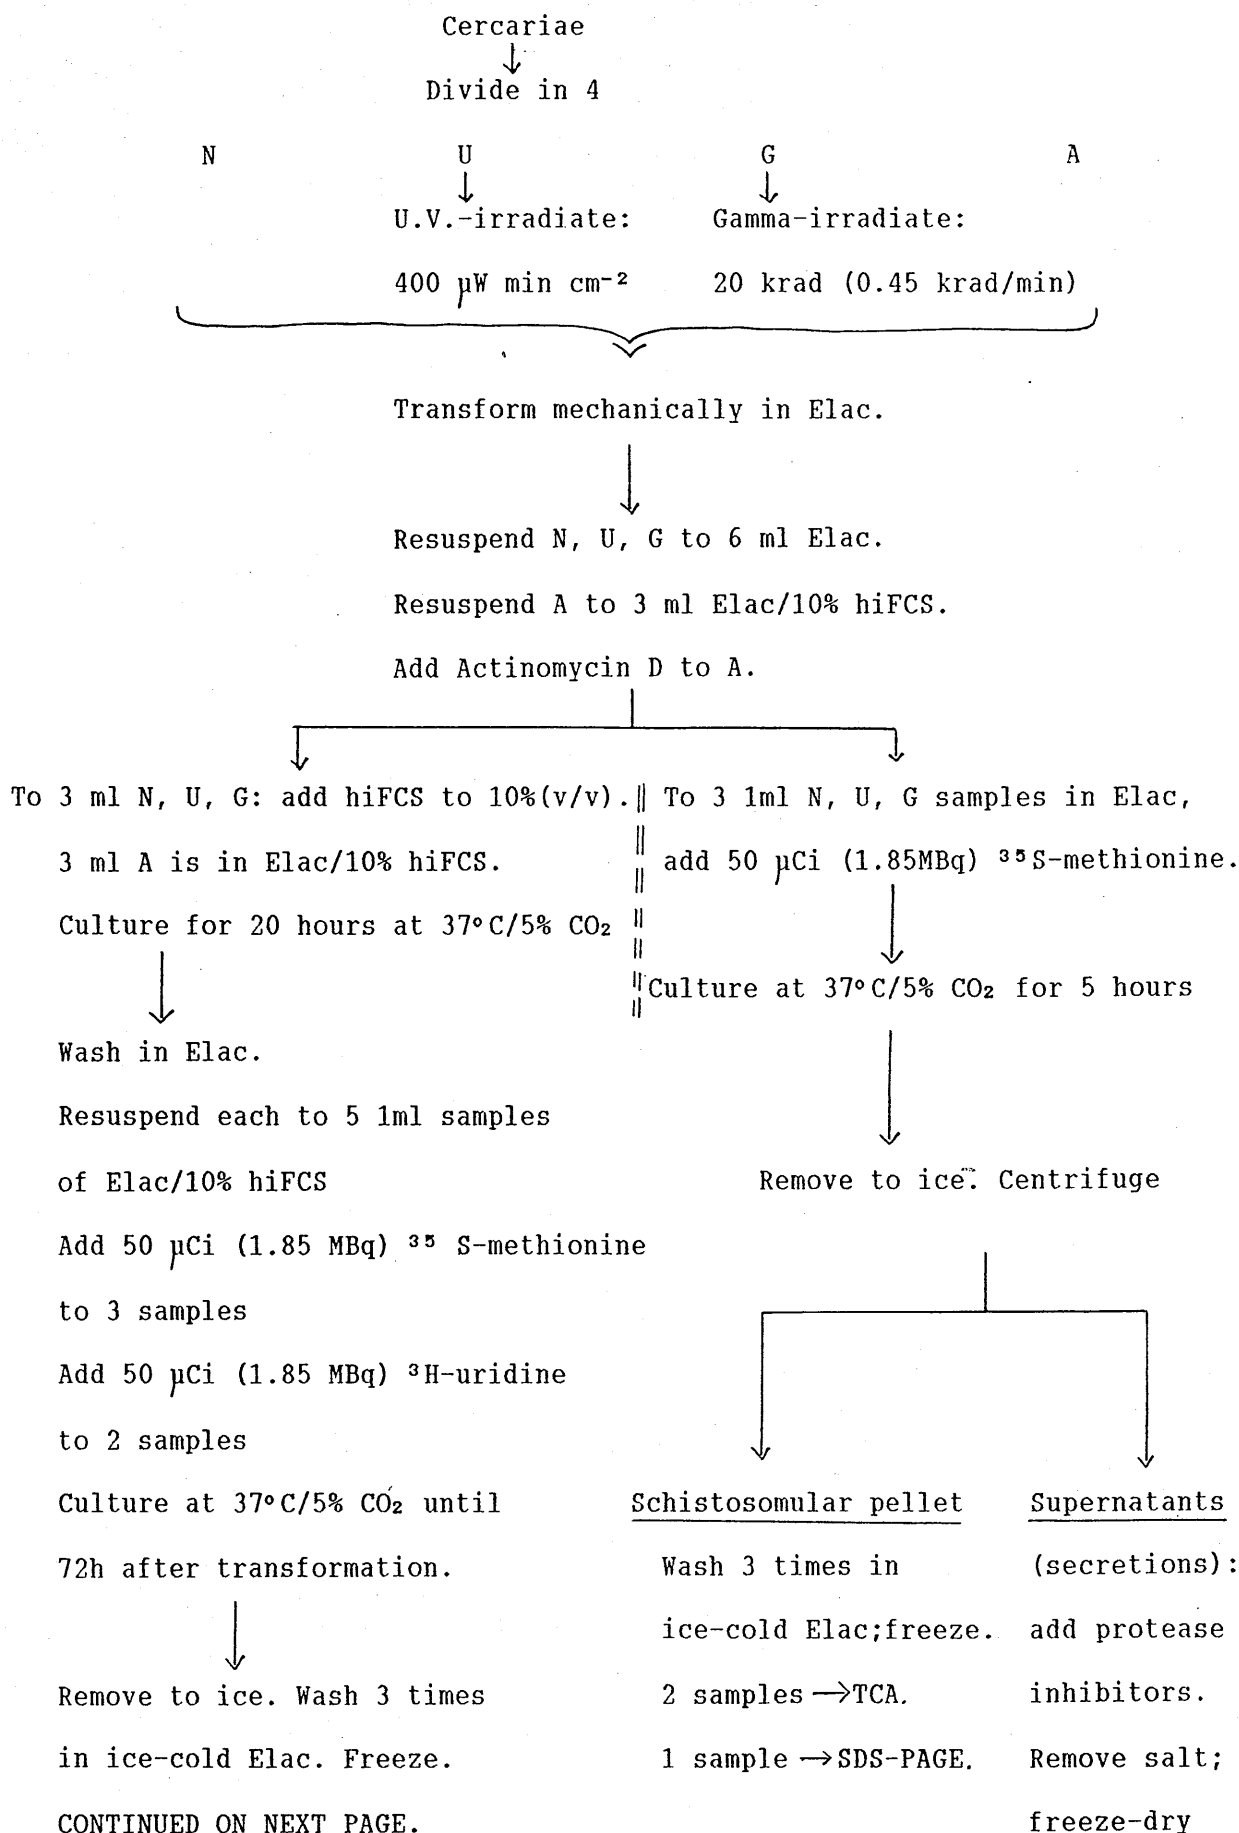 Cercariae
Divide in 4
N U G A
U.V.-irradiate:
400 µW min cm⁻²
Gamma-irradiate:
20 krad (0.45 krad/min)
Transform mechanically in Elac.
Resuspend N, U, G to 6 ml Elac.
Resuspend A to 3 ml Elac/10% hiFCS.
Add Actinomycin D to A.
To 3 ml N, U, G: add hiFCS to 10%(v/v).
3 ml A is in Elac/10% hiFCS.
Culture for 20 hours at 37°C/5% CO₂
Wash in Elac.
Resuspend each to 5 1ml samples
of Elac/10% hiFCS
Add 50 µCi (1.85 MBq) ³⁵ S-methionine
to 3 samples
Add 50 µCi (1.85 MBq) ³H-uridine
to 2 samples
Culture at 37°C/5% CO₂ until
72h after transformation.
Remove to ice. Wash 3 times
in ice-cold Elac. Freeze.
CONTINUED ON NEXT PAGE.
To 3 1ml N, U, G samples in Elac,
add 50 µCi (1.85MBq) ³⁵S-methionine.
Culture at 37°C/5% CO₂ for 5 hours
Remove to ice. Centrifuge
Schistosomular pellet
Wash 3 times in
ice-cold Elac;freeze.
2 samples →TCA.
1 sample →SDS-PAGE.
Supernatants
(secretions):
add protease
inhibitors.
Remove salt;
freeze-dry